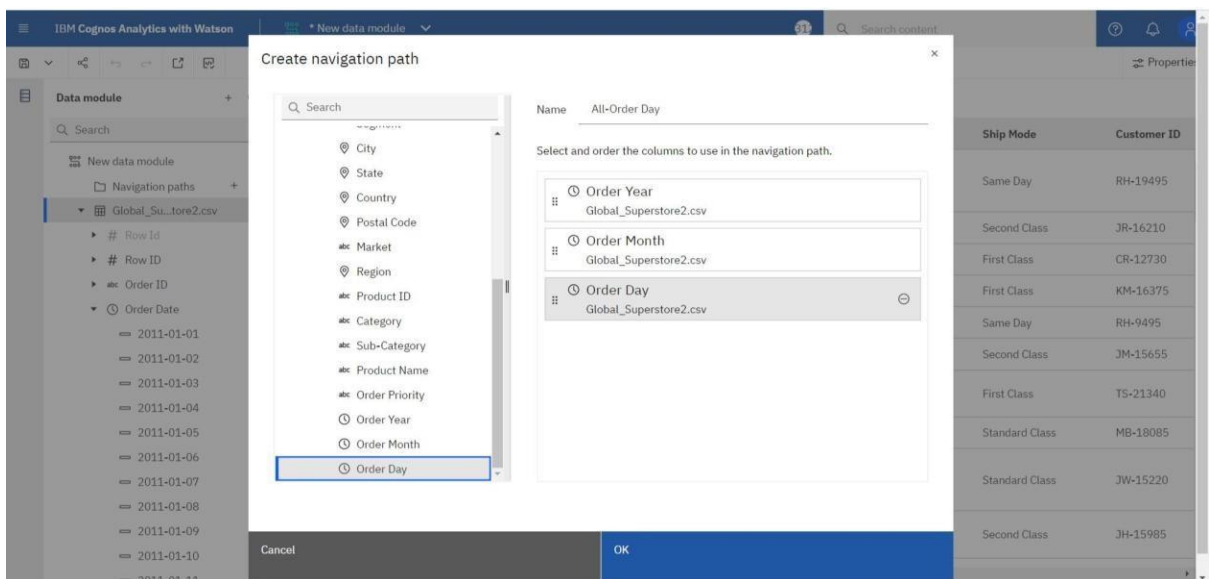 IBM Cognos Analytics with Watson
* New data module
Search content
Properties
Data module
+
Search
New data module
Navigation paths +
Global_Su...tore2.csv
# Row Id
# Row ID
abc Order ID
Order Date
2011-01-01
2011-01-02
2011-01-03
2011-01-04
2011-01-05
2011-01-06
2011-01-07
2011-01-08
2011-01-09
2011-01-10
Create navigation path
×
Search
City
State
Country
Postal Code
abc Market
Region
abc Product ID
abc Category
abc Sub-Category
abc Product Name
abc Order Priority
Order Year
Order Month
Order Day
Name All-Order Day
Select and order the columns to use in the navigation path.
Order Year
Global_Superstore2.csv
Order Month
Global_Superstore2.csv
Order Day
Global_Superstore2.csv
Cancel
OK
Ship Mode Customer ID
Same Day RH-19495
Second Class JR-16210
First Class CR-12730
First Class KM-16375
Same Day RH-9495
Second Class JM-15655
First Class TS-21340
Standard Class MB-18085
Standard Class JW-15220
Second Class JH-15985